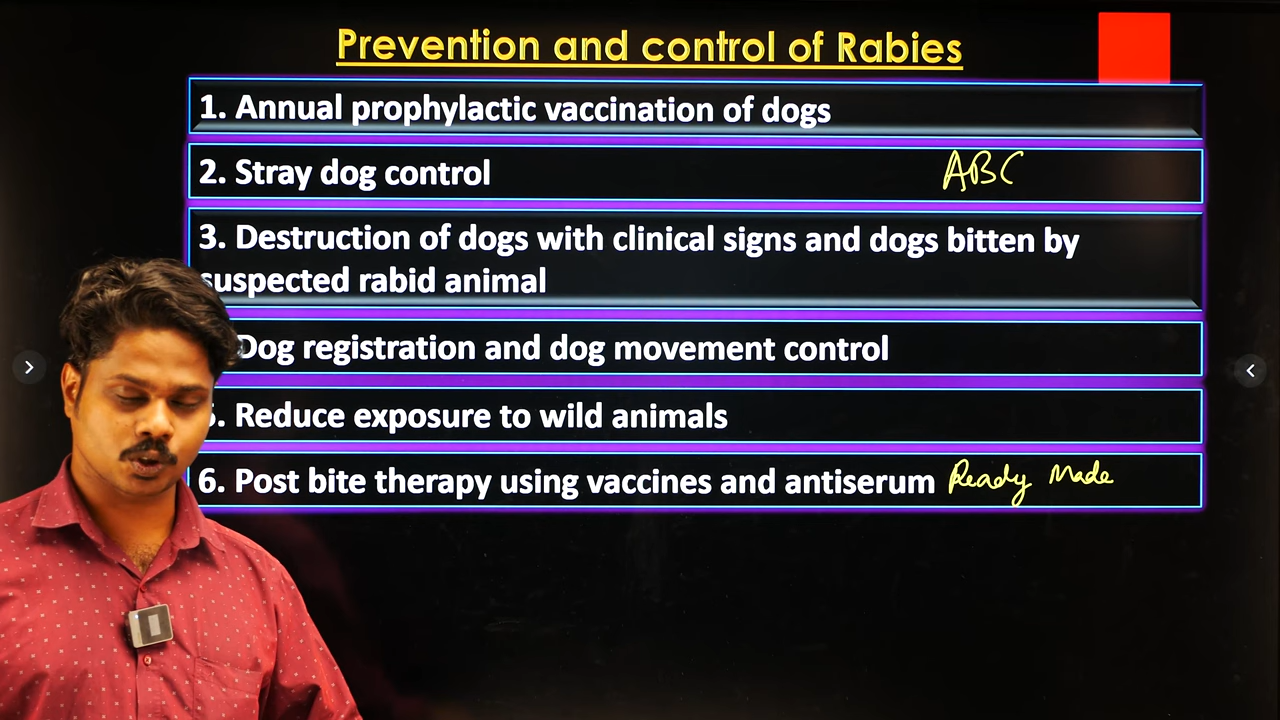 Prevention and control of Rabies
1. Annual prophylactic vaccination of dogs
2. Stray dog control ABC
3. Destruction of dogs with clinical signs and dogs bitten by
suspected rabid animal
Dog registration and dog movement control
5. Reduce exposure to wild animals
6. Post bite therapy using vaccines and antiserum Ready Made